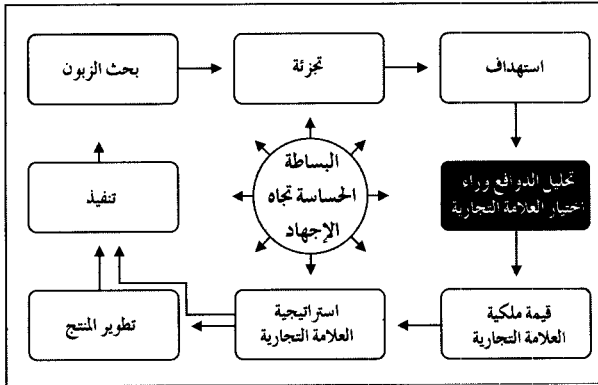 بحث الزبون
تجزئة
استهداف
تحليل الدوافع وراء
اختيار العلامة التجارية
قيمة ملكية
العلامة التجارية
استراتيجية
العلامة التجارية
تطوير المنتج
تنفيذ
البساطة
الحساسة تجاه
الإجهاد